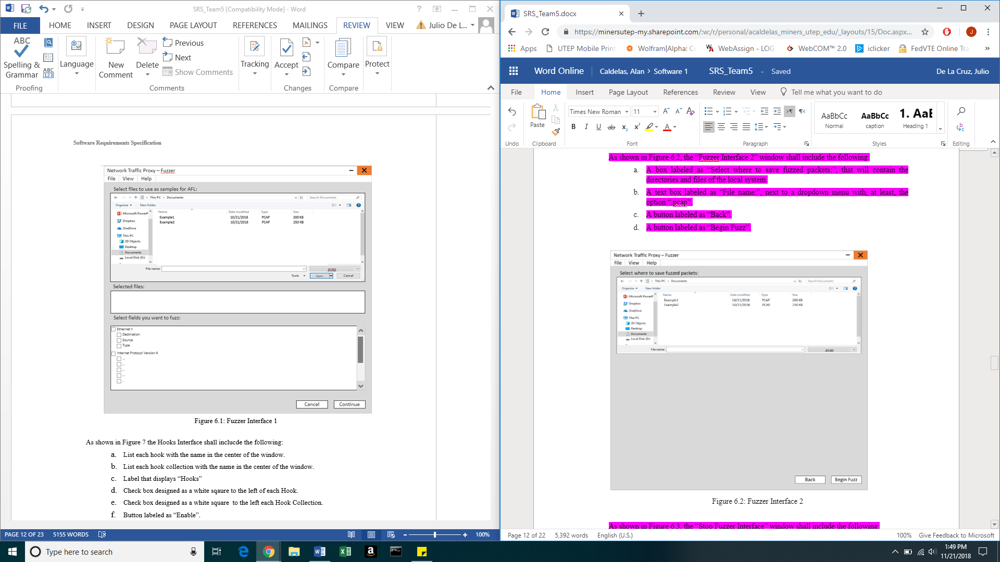 SRS_Team5 [Compatibility Mode] - Word
FILE HOME INSERT DESIGN PAGE LAYOUT REFERENCES MAILINGS REVIEW VIEW Julio De L...
ABC
Spelling &
Grammar
ABC
123
Language
New
Comment
Delete
Previous
Next
Show Comments
Tracking
Accept
Compare
Protect
Proofing Comments Changes Compare
Software Requirements Specification
Network Traffic Proxy – Fuzzer
File View Help
Select files to use as samples for AFL:
This PC › Documents Search Documents
Organize New folder
Name Date modified Type Size
Example1 10/21/2018 PCAP 200 KB
Example2 10/21/2018 PCAP 250 KB
Microsoft PowerP
Dropbox
OneDrive
This PC
3D Objects
Desktop
Documents
Local Disk (D:)
File name: .pcap
Tools Open Cancel
Selected files:
Select fields you want to fuzz:
Ethernet II
Destination
Source
Type
Internet Protocol Version 4
...
...
...
...
...
Cancel Continue
Figure 6.1: Fuzzer Interface 1
As shown in Figure 7 the Hooks Interface shall inclucde the following:
a. List each hook with the name in the center of the window.
b. List each hook collection with the name in the center of the window.
c. Label that displays “Hooks”
d. Check box designed as a white sqaure to the left of each Hook.
e. Check box designed as a white square to the left each Hook Collection.
f. Button labeled as “Enable”.
PAGE 12 OF 23 5155 WORDS 100%
SRS_Team5.docx
https://minersutep-my.sharepoint.com/:w:/r/personal/acaldelas_miners_utep_edu/_layouts/15/Doc.aspx... J
Apps UTEP Mobile Print Wolfram|Alpha: Co WebAssign - LOG WebCOM™ 2.0 iclicker FedVTE Online Tra »
Word Online Caldelas, Alan > Software 1 SRS_Team5 - Saved De La Cruz, Julio
File Home Insert Page Layout References Review View Tell me what you want to do
Paste
Times New Roman 11
B I U ab x₂ x² A
AaBbCc
Normal
AaBbCc
caption
1. AaB
Heading 1
Undo Clipboard Font Paragraph Styles Editing
As shown in Figure 6.2, the “Fuzzer Interface 2” window shall include the following:
a. A box labeled as “Select where to save fuzzed packets:”, that will contain the
directories and files of the local system.
b. A text box labeled as “File name:”, next to a dropdown menu with, at least, the
option “.pcap”.
c. A button labeled as “Back”.
d. A button labeled as “Begin Fuzz”.
Network Traffic Proxy – Fuzzer
File View Help
Select where to save fuzzed packets:
This PC › Documents Search Documents
Organize New folder
Name Date modified Type Size
Example1 10/21/2018 PCAP 200 KB
Example2 10/21/2018 PCAP 250 KB
Microsoft PowerP
Dropbox
OneDrive
This PC
3D Objects
Desktop
Documents
Local Disk (D:)
File name: .pcap
Back Begin Fuzz
Figure 6.2: Fuzzer Interface 2
As shown in Figure 6.3, the “Stop Fuzzer Interface” window shall include the following:
Page 12 of 22 5,392 words English (U.S.) 100% Give Feedback to Microsoft
Type here to search
1:49 PM
11/21/2018